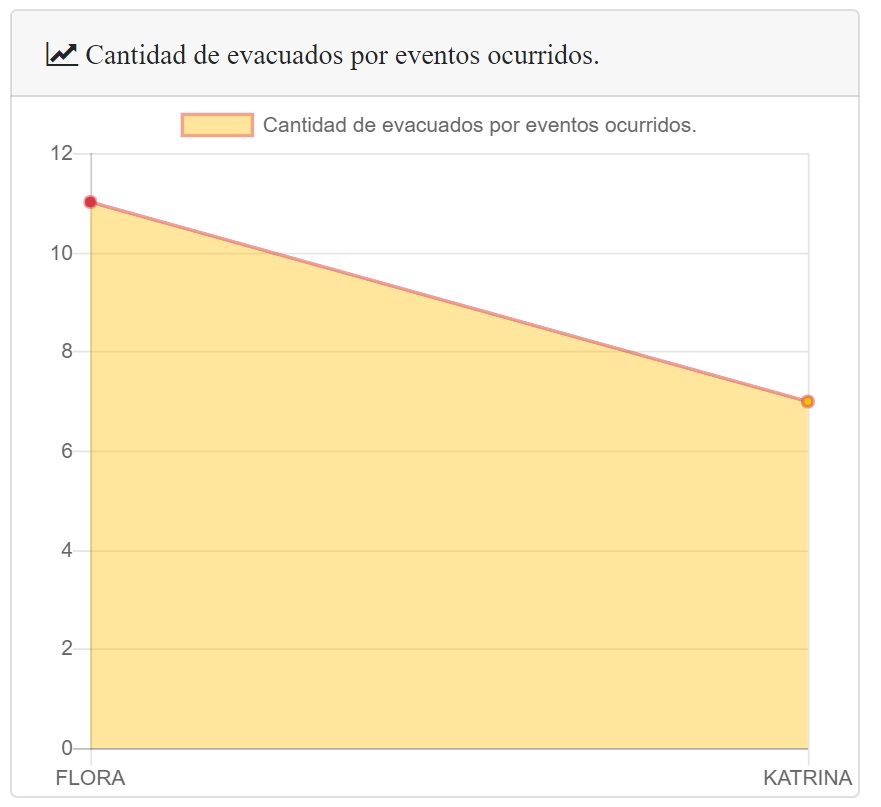 Cantidad de evacuados por eventos ocurridos.
Cantidad de evacuados por eventos ocurridos.
12
10
8
6
4
2
0
FLORA KATRINA